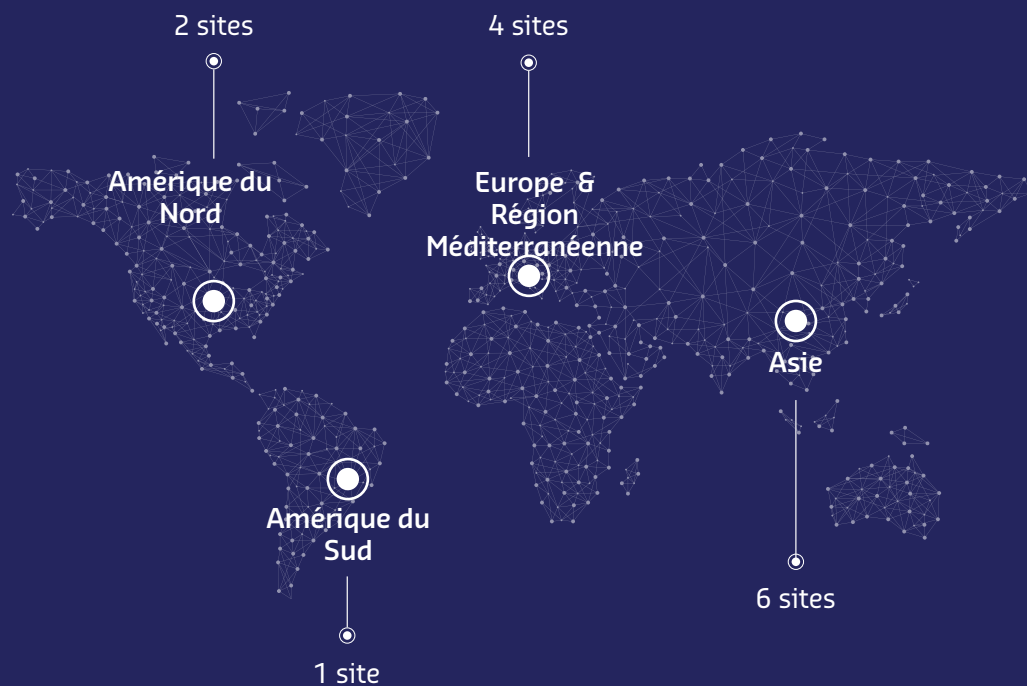 2 sites
4 sites
Amérique du
Nord
Europe &
Région
Méditerranéenne
Asie
Amérique du
Sud
6 sites
1 site